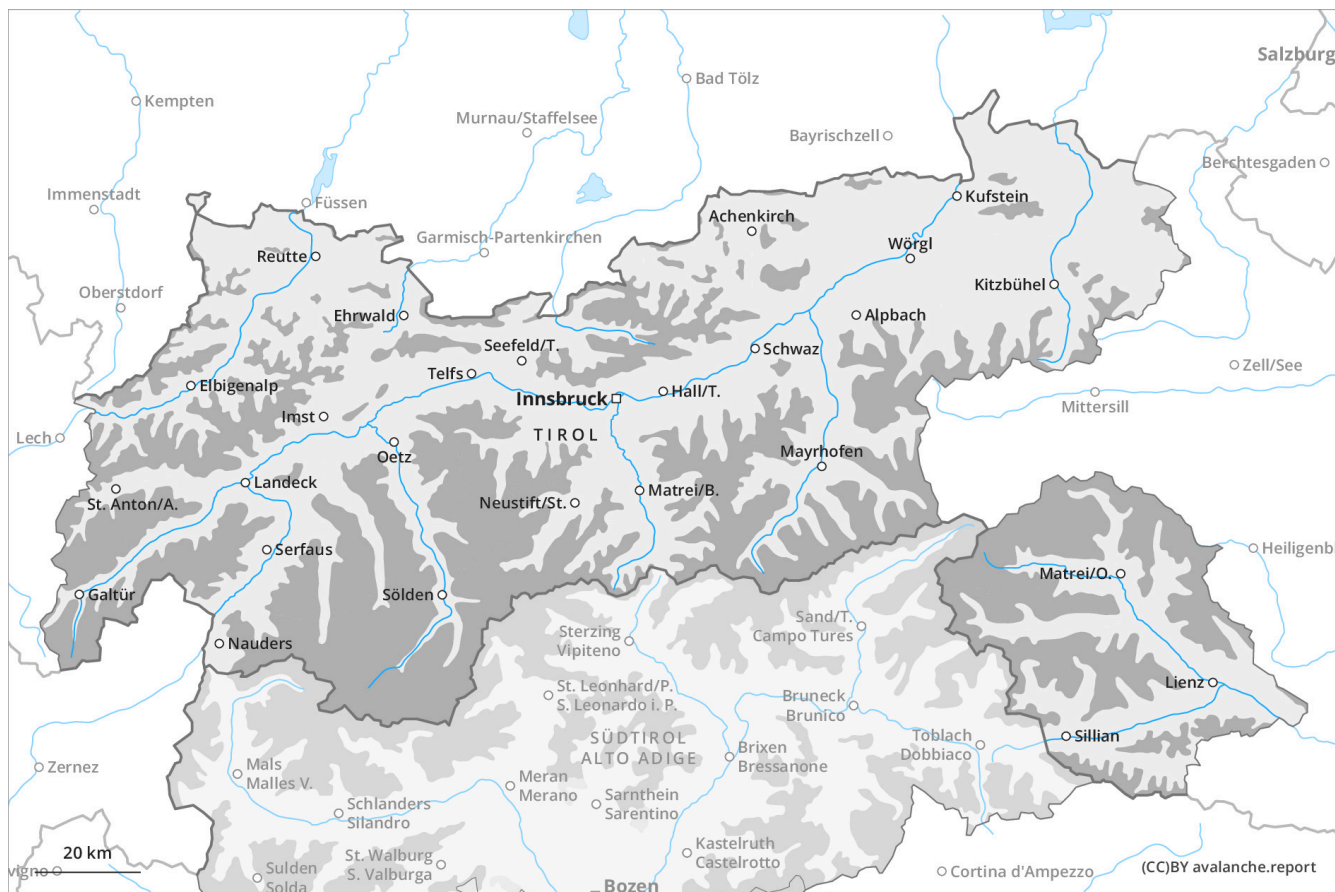 Salzburg
Bad Tölz
Kempten
Murnau/Staffelsee
Bayrischzell
Berchtesgaden
Immenstadt
Füssen
Kufstein
Achenkirch
Garmisch-Partenkirchen
Wörgl
Reutte
Kitzbühel
Oberstdorf
Ehrwald
Alpbach
Seefeld/T.
Schwaz
Zell/See
Telfs
Elbigenalp
Hall/T.
Innsbruck
Mittersill
Imst
TIROL
Lech
Oetz
Mayrhofen
Landeck
Matrei/B.
St. Anton/A.
Neustift/St.
Serfaus
Heiligenb
Matrei/O.
Galtür
Sölden
Sand/T.
Campo Tures
Sterzing
Vipiteno
Nauders
Lienz
St. Leonhard/P.
S. Leonardo i. P.
Bruneck
Brunico
SÜDTIROL
ALTO ADIGE
Toblach
Dobbiaco
Sillian
Brixen
Bressanone
Zernez
Mals
Malles V.
Meran
Merano
Sarnthein
Sarentino
Schlanders
Silandro
Kastelruth
Castelrotto
20 km
St. Walburg
S. Valburga
vigno
Sulden
Solda
Cortina d'Ampezzo
(CC)BY avalanche.report
Bozen